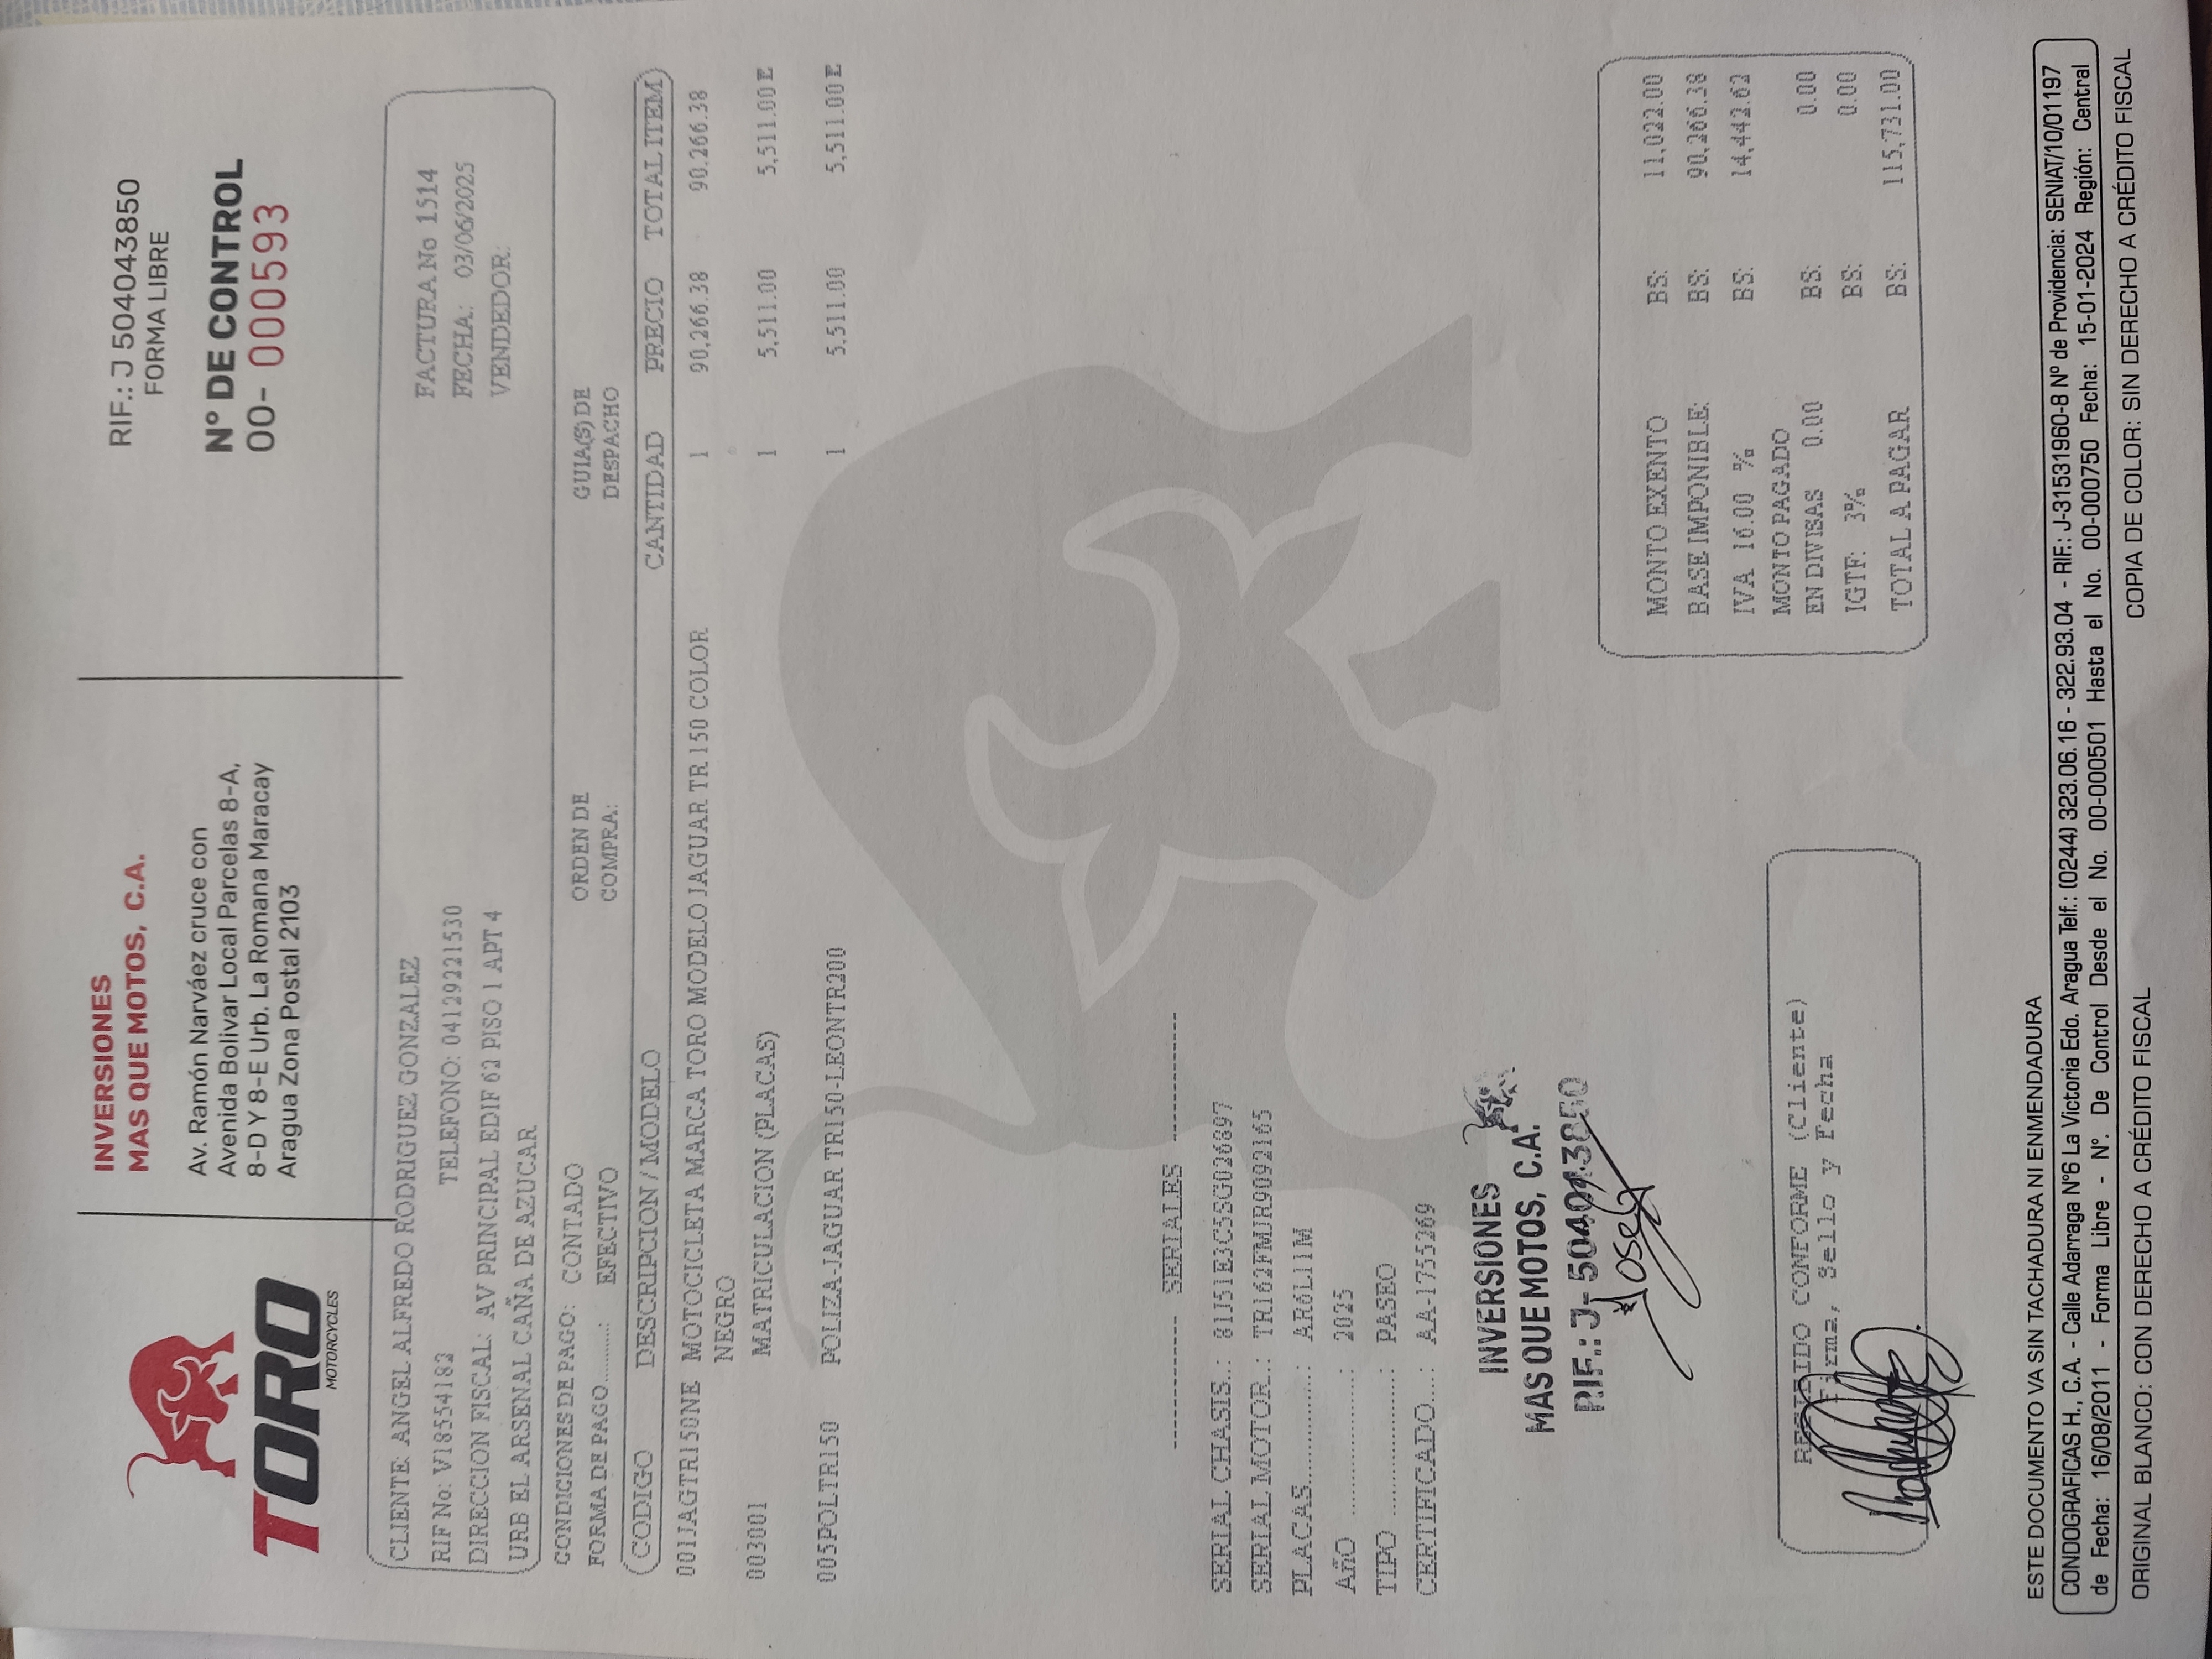 TORO
MOTORCYCLES
INVERSIONES
MAS QUE MOTOS, C.A.
Av. Ramón Narváez cruce con
Avenida Bolivar Local Parcelas 8-A,
8-D Y 8-E Urb. La Romana Maracay
Aragua Zona Postal 2103
RIF.: J 504043850
FORMA LIBRE
N° DE CONTROL
00- 000593
CLIENTE: ANGEL ALFREDO RODRIGUEZ GONZALEZ
RIF No: V18554182 TELEFONO: 04129221530
DIRECCION FISCAL: AV PRINCIPAL EDIF 62 PISO 1 APT 4
URB EL ARSENAL CAÑA DE AZUCAR
FACTURA No 1514
FECHA: 03/06/2025
VENDEDOR:
CONDICIONES DE PAGO: CONTADO
FORMA DE PAGO............: EFECTIVO
ORDEN DE
COMPRA:
GUIA(S) DE
DESPACHO
CODIGO DESCRIPCION / MODELO CANTIDAD PRECIO TOTAL ITEM
001JAGTR150NE MOTOCICLETA MARCA TORO MODELO JAGUAR TR 150 COLOR 1 90,266.38 90,266.38
NEGRO
003001 MATRICULACION (PLACAS) 1 5,511.00 5,511.00 E
005POLTR150 POLIZA-JAGUAR TR150-LEONTR200 1 5,511.00 5,511.00 E
------------ SERIALES ------------
SERIAL CHASIS..: 81J51E3C5SG026897
SERIAL MOTOR..: TR162FMJR9092165
PLACAS...............: AR6L11M
AÑO ..................: 2025
TIPO ..................: PASEO
CERTIFICADO....: AA-1755269
INVERSIONES
MAS QUE MOTOS, C.A.
RIF.: J- 504043850
Josefa
MONTO EXENTO BS: 11,022.00
BASE IMPONIBLE: BS: 90,266.38
IVA 16.00 % BS: 14,442.62
MONTO PAGADO
EN DIVISAS 0.00 BS: 0.00
IGTF: 3% BS: 0.00
TOTAL A PAGAR BS: 115,731.00
RECIBIDO CONFORME (Cliente)
Firma, Sello y Fecha
ESTE DOCUMENTO VA SIN TACHADURA NI ENMENDADURA
CONDOGRAFICAS H., C.A. - Calle Adarraga N°6 La Victoria Edo. Aragua Telf.: (0244) 323.06.16 - 322.93.04 - RIF.: J-31531960-8 N° de Providencia: SENIAT/10/01197
de Fecha: 16/08/2011 - Forma Libre - N°. De Control Desde el No. 00-000501 Hasta el No. 00-000750 Fecha: 15-01-2024 Región: Central
ORIGINAL BLANCO: CON DERECHO A CRÉDITO FISCAL COPIA DE COLOR: SIN DERECHO A CRÉDITO FISCAL